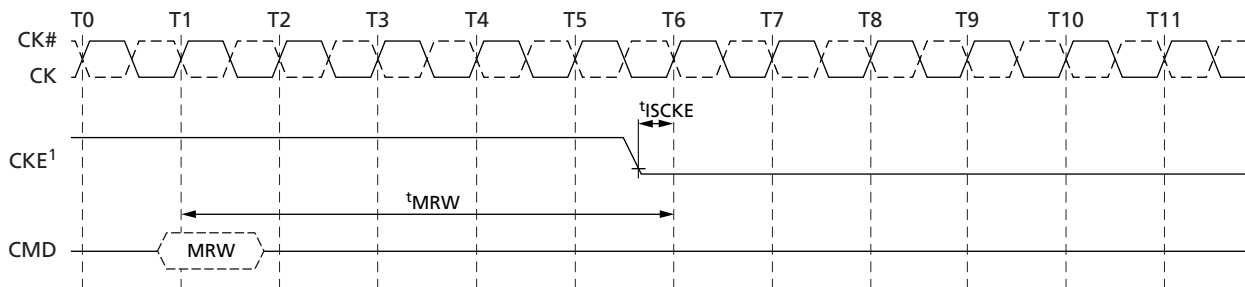 T0 T1 T2 T3 T4 T5 T6 T7 T8 T9 T10 T11
CK#
CK
tISCKE
CKE1
tMRW
CMD MRW